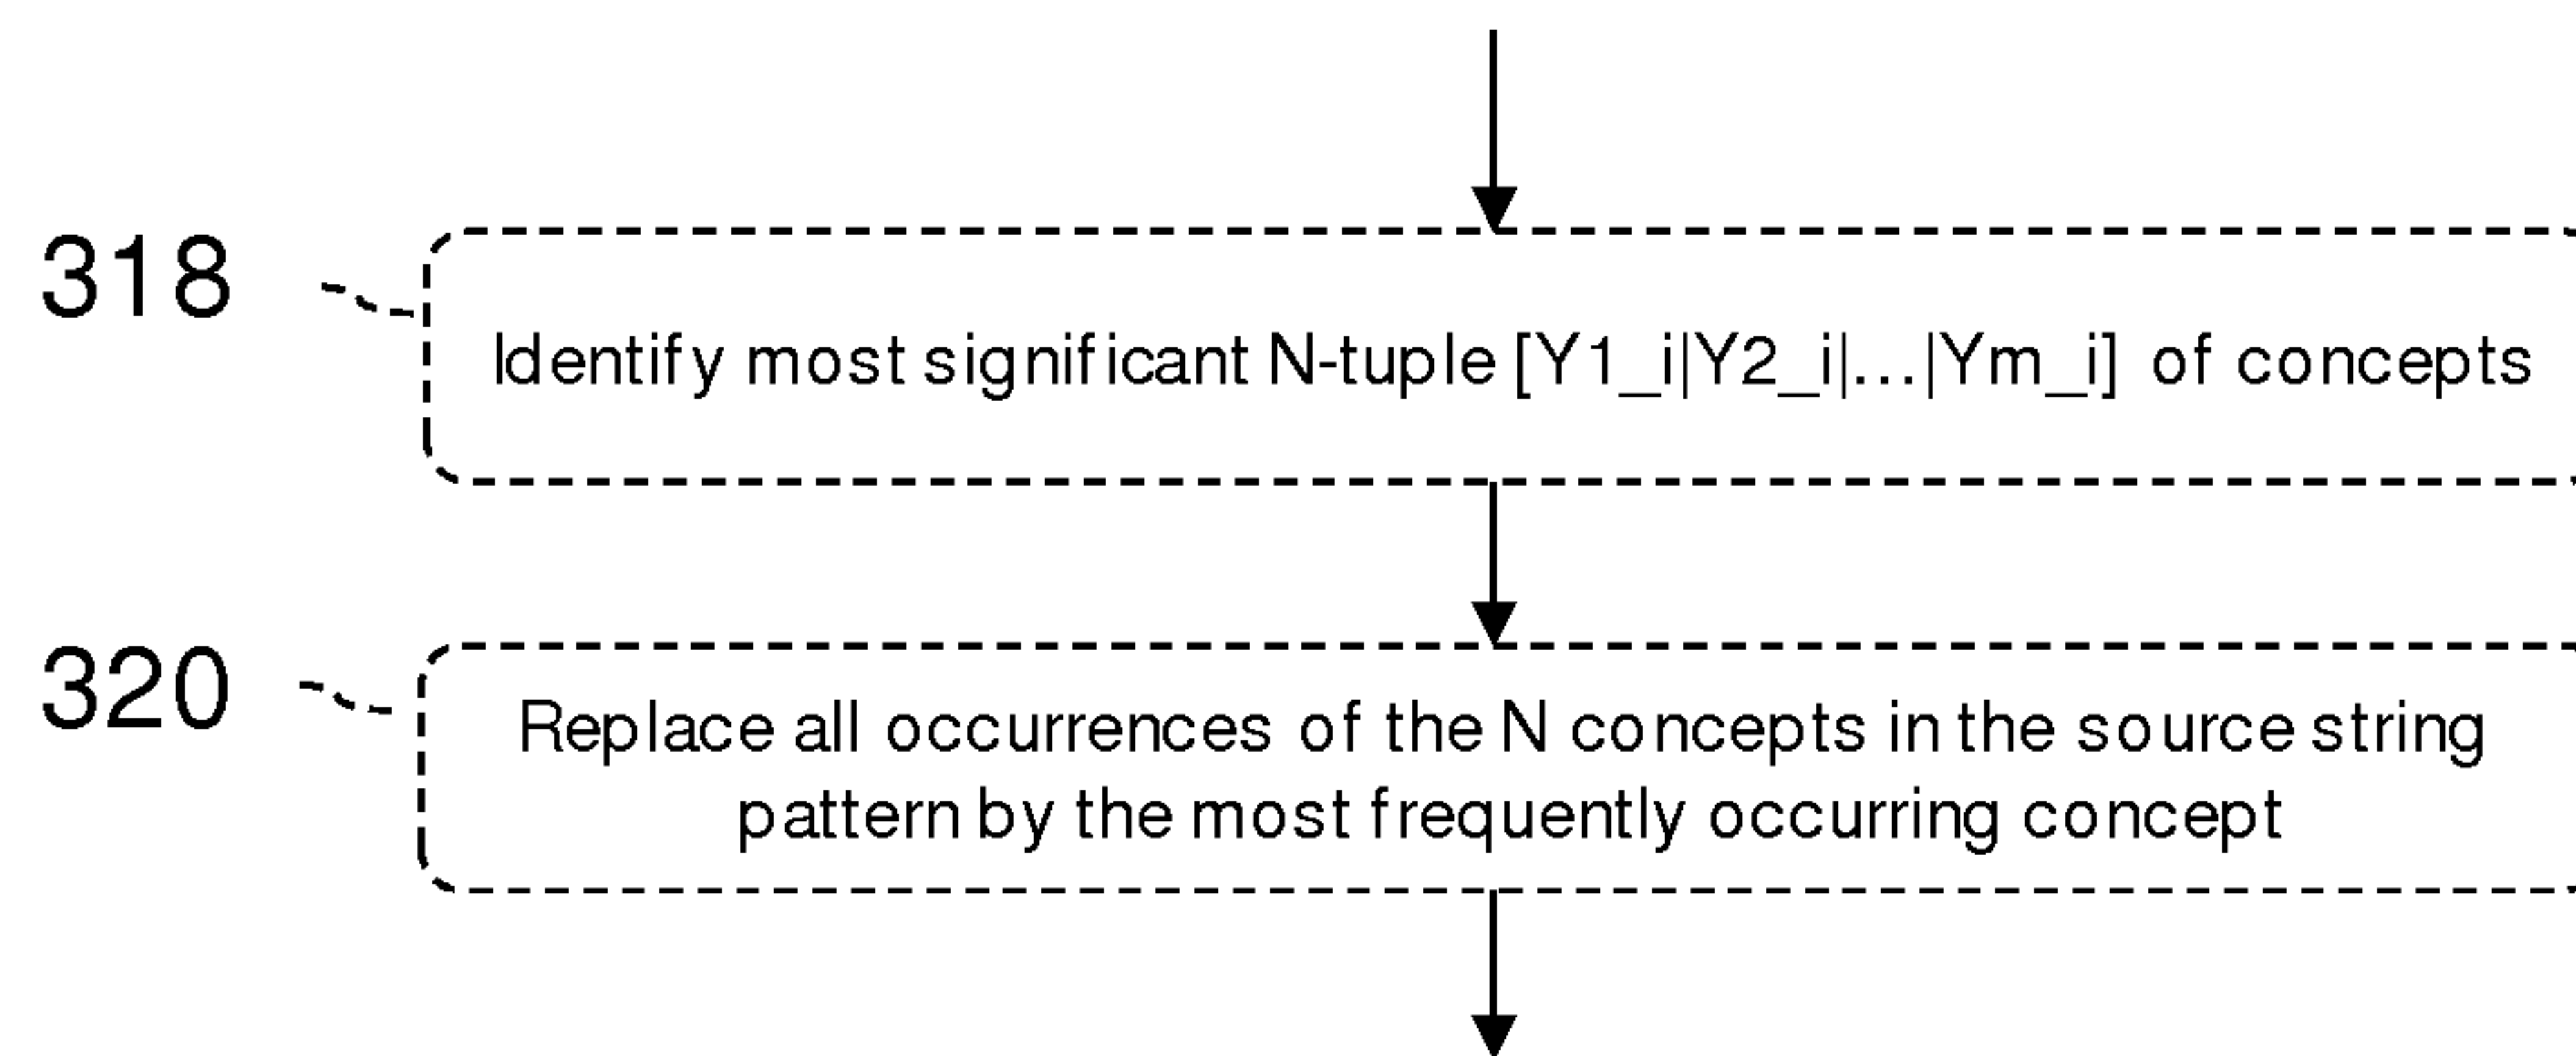 318
Identify most significant N-tuple [Y1_i|Y2_i|...|Ym_i] of concepts
320
Replace all occurrences of the N concepts in the source string
pattern by the most frequently occurring concept